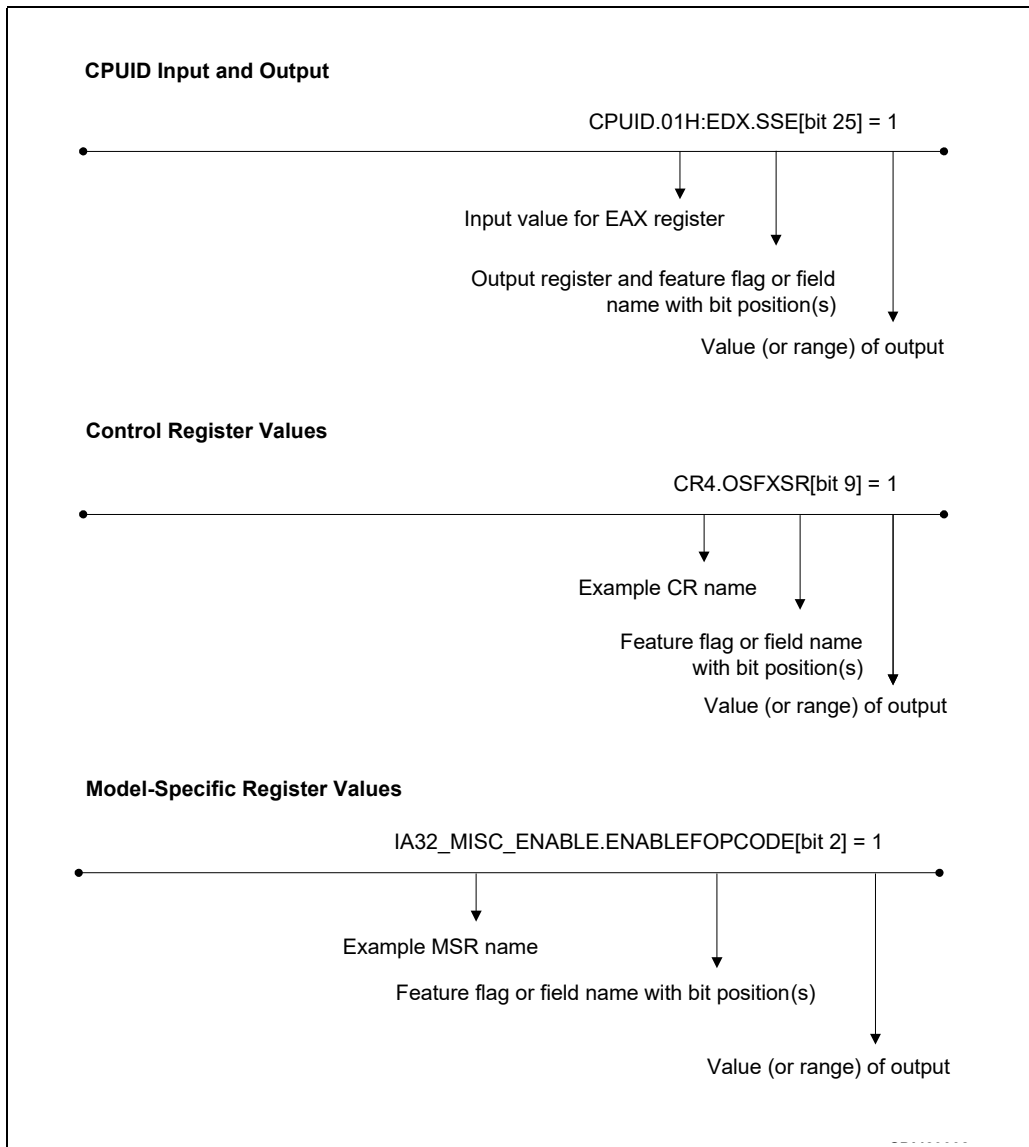 CPUID Input and Output
CPUID.01H:EDX.SSE[bit 25] = 1
Input value for EAX register
Output register and feature flag or field
name with bit position(s)
Value (or range) of output
Control Register Values
CR4.OSFXSR[bit 9] = 1
Example CR name
Feature flag or field name
with bit position(s)
Value (or range) of output
Model-Specific Register Values
IA32_MISC_ENABLE.ENABLEFOPCODE[bit 2] = 1
Example MSR name
Feature flag or field name with bit position(s)
Value (or range) of output